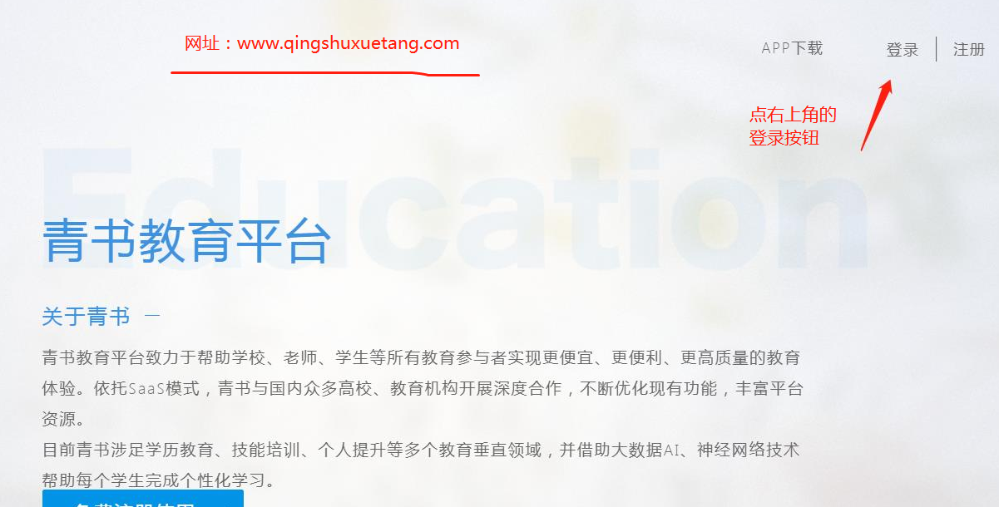 网址：www.qingshuxuetang.com
APP下载
登录
注册
点右上角的
登录按钮
Education
青书教育平台
关于青书
青书教育平台致力于帮助学校、老师、学生等所有教育参与者实现更便宜、更便利、更高质量的教育
体验。依托SaaS模式，青书与国内众多高校、教育机构开展深度合作，不断优化现有功能，丰富平台
资源。
目前青书涉足学历教育、技能培训、个人提升等多个教育垂直领域，并借助大数据AI、神经网络技术
帮助每个学生完成个性化学习。
免费注册使用